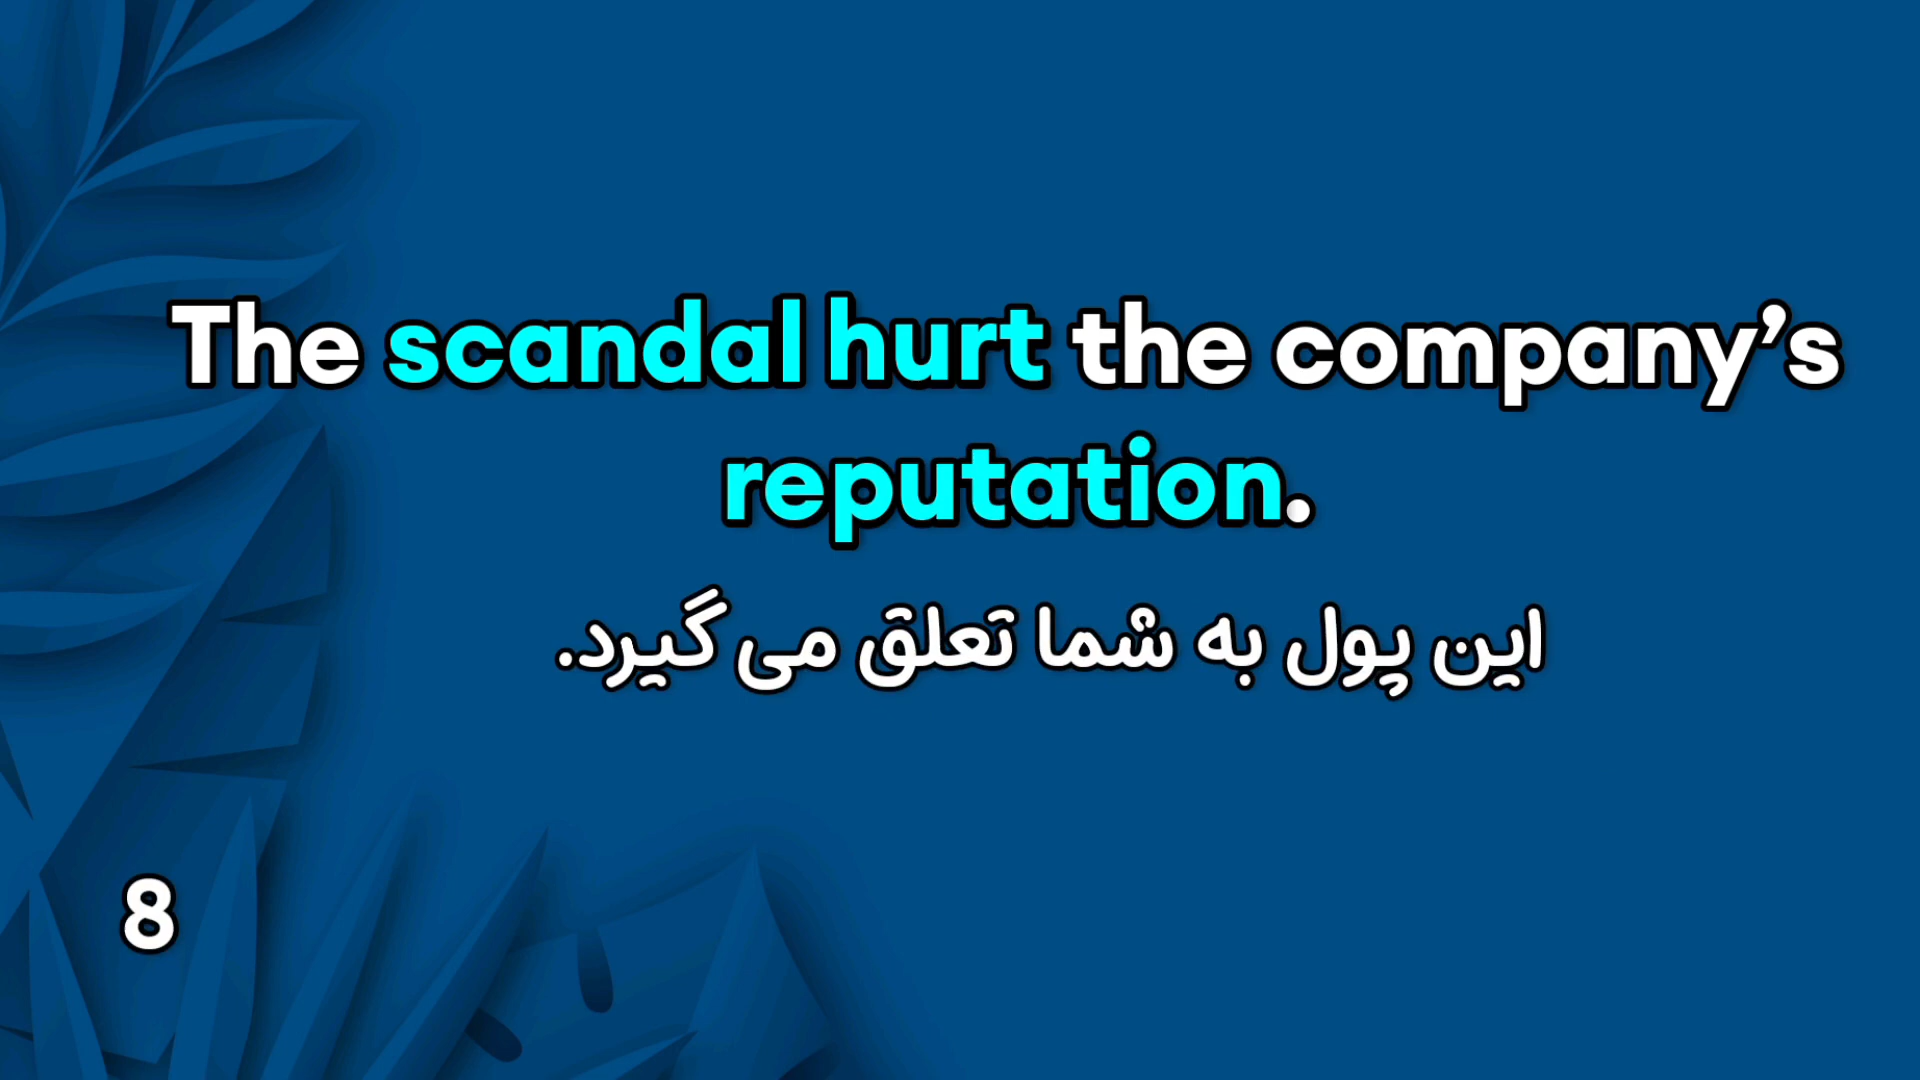 The scandal hurt the company’s
reputation.
این پول به شما تعلق می گیرد.
8